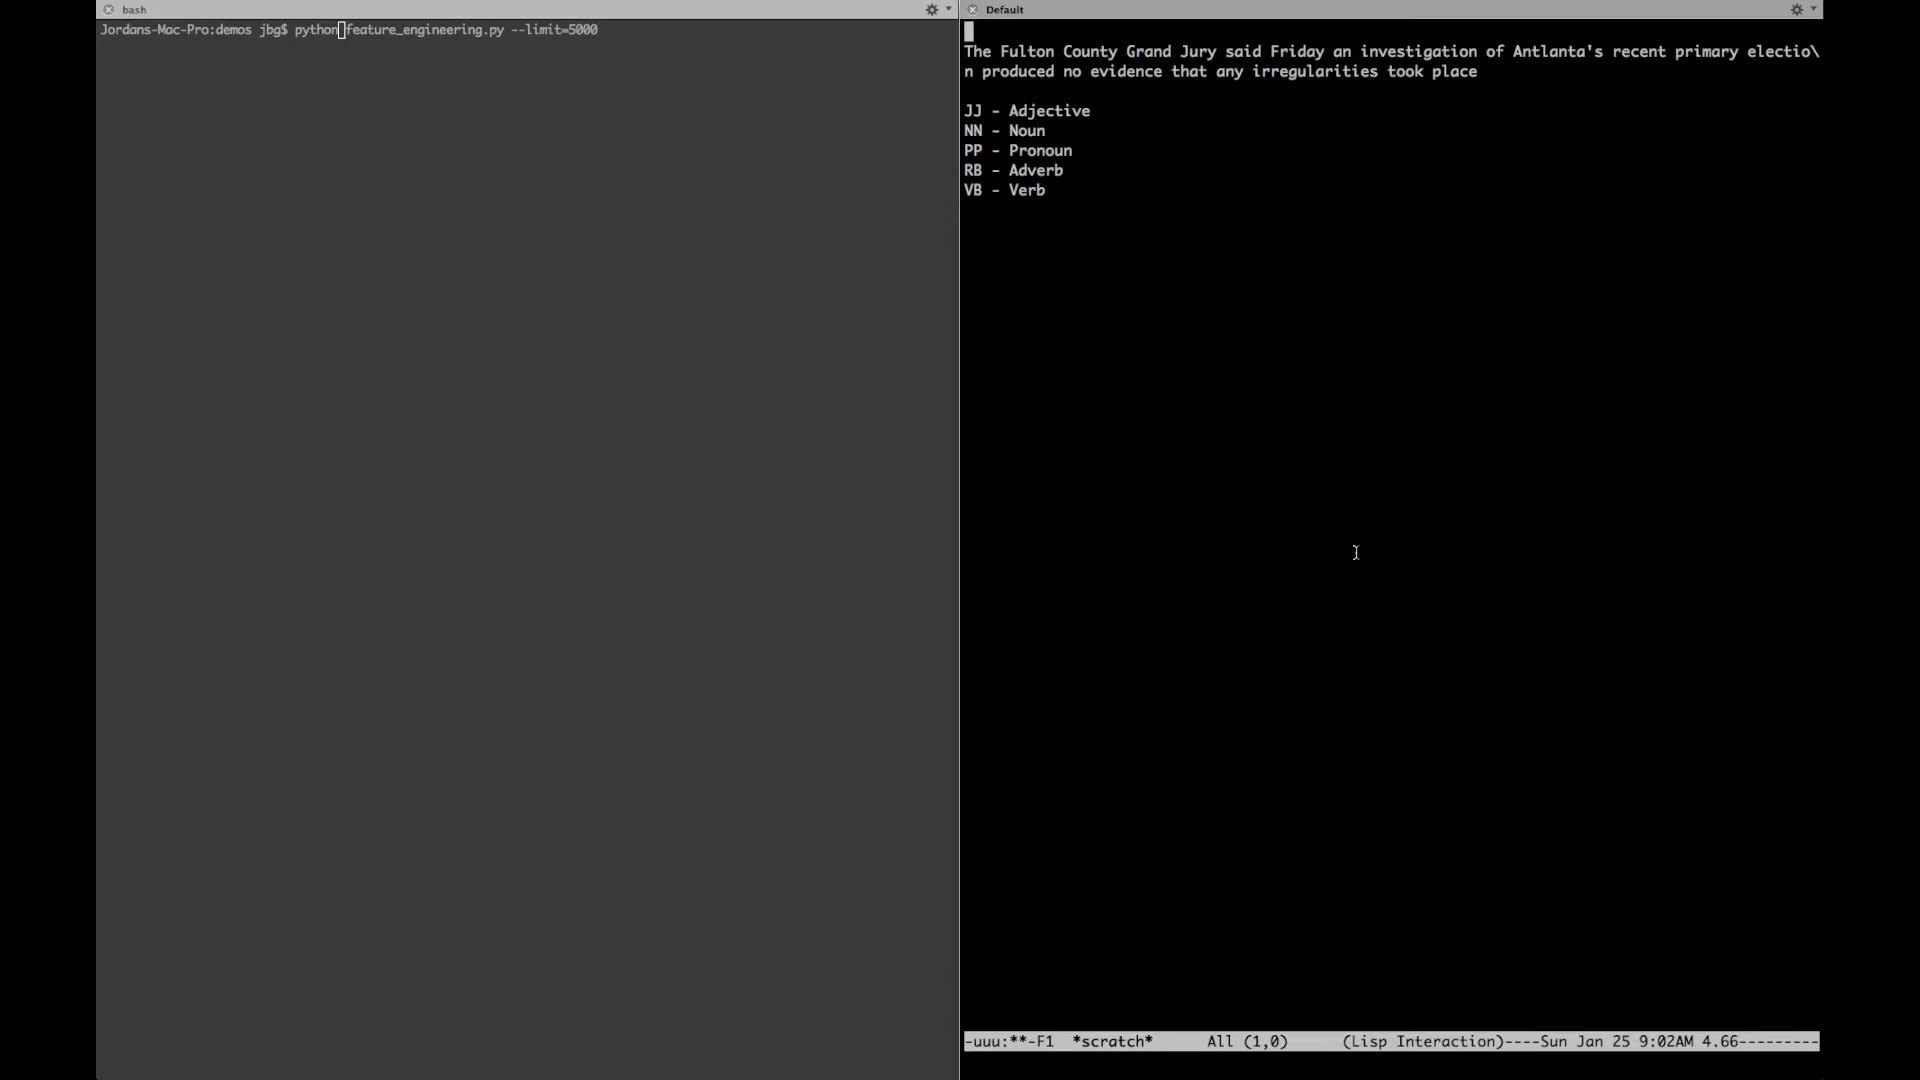 bash
Jordans-Mac-Pro:demos jbg$ python feature_engineering.py --limit=5000
Default
The Fulton County Grand Jury said Friday an investigation of Antlanta's recent primary electio\
n produced no evidence that any irregularities took place
JJ - Adjective
NN - Noun
PP - Pronoun
RB - Adverb
VB - Verb
-uuu:**-F1  *scratch*      All (1,0)      (Lisp Interaction)----Sun Jan 25 9:02AM 4.66---------